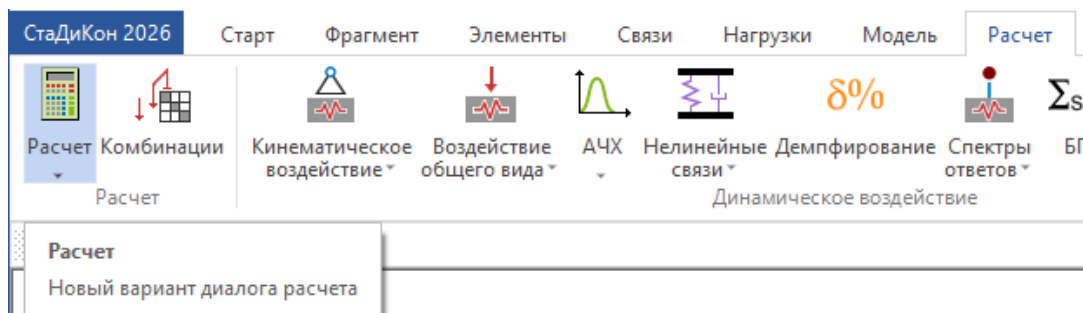 СтаДиКон 2026 Старт Фрагмент Элементы Связи Нагрузки Модель Расчет
δ% Σs
Расчет Комбинации Кинематическое Воздействие АЧХ Нелинейные Демпфирование Спектры
воздействие общего вида связи ответов
Расчет Динамическое воздействие
Расчет
Новый вариант диалога расчета